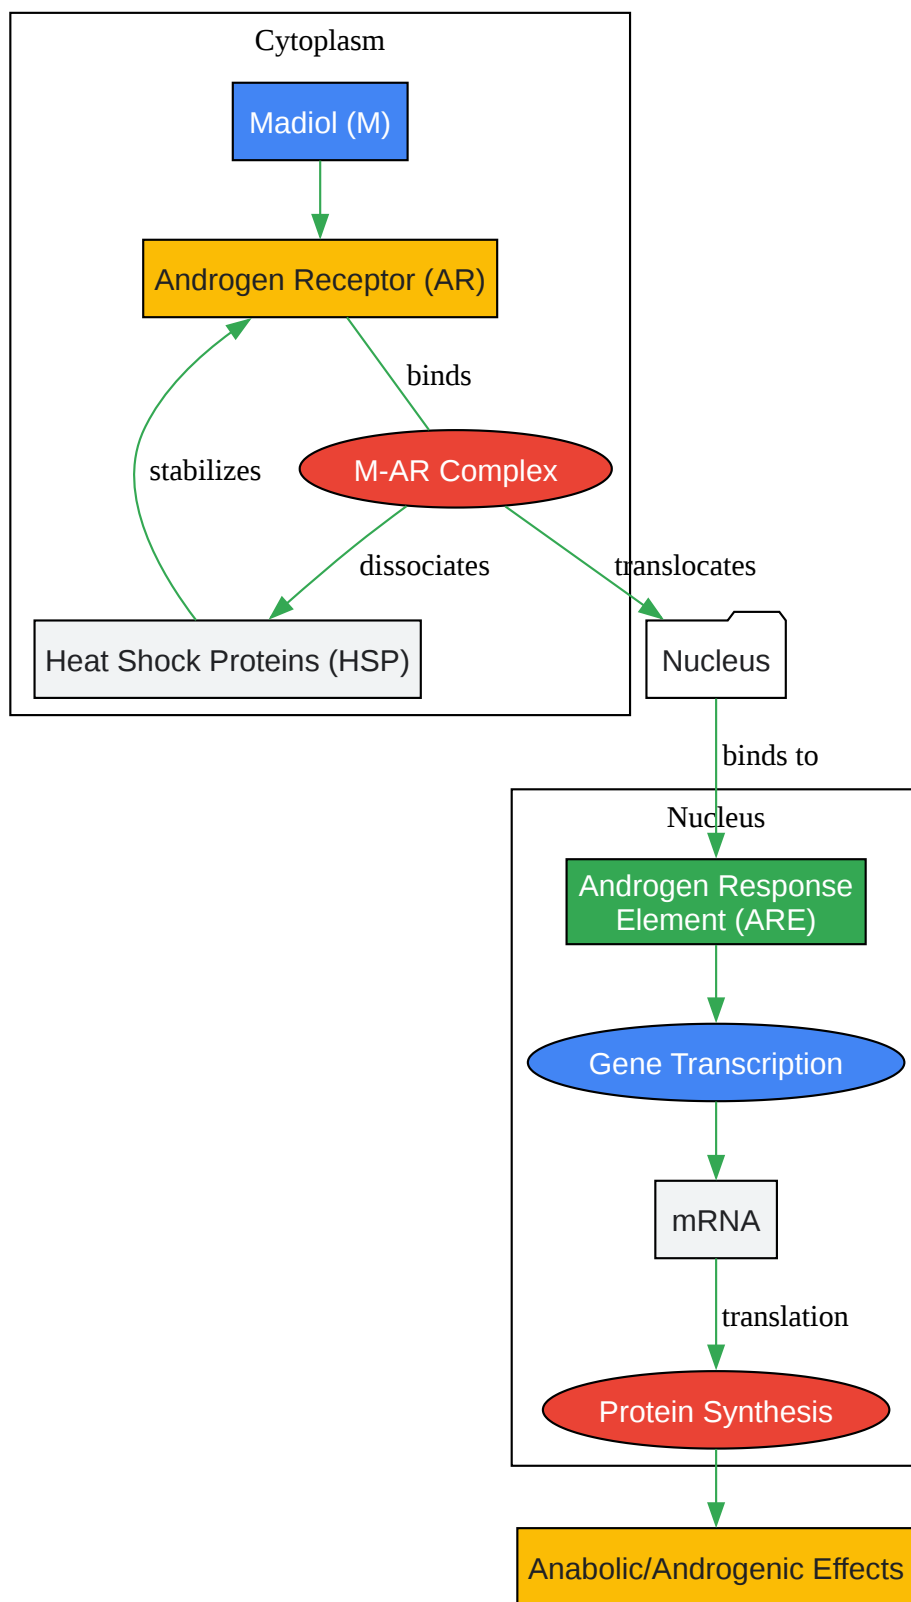 Cytoplasm
Madiol (M)
Androgen Receptor (AR)
binds
stabilizes
M-AR Complex
dissociates
translocates
Heat Shock Proteins (HSP)
Nucleus
binds to
Nucleus
Androgen Response
Element (ARE)
Gene Transcription
mRNA
translation
Protein Synthesis
Anabolic/Androgenic Effects